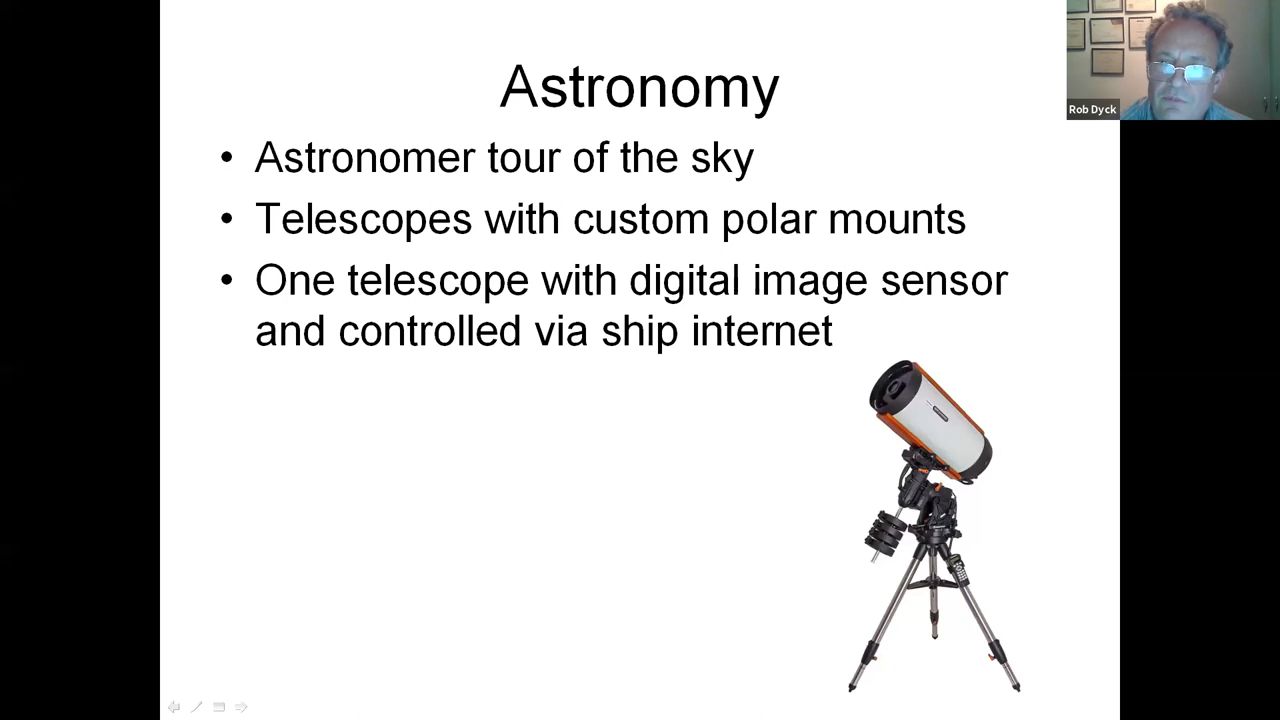 Astronomy
• Astronomer tour of the sky
• Telescopes with custom polar mounts
• One telescope with digital image sensor
and controlled via ship internet
Rob Dyck